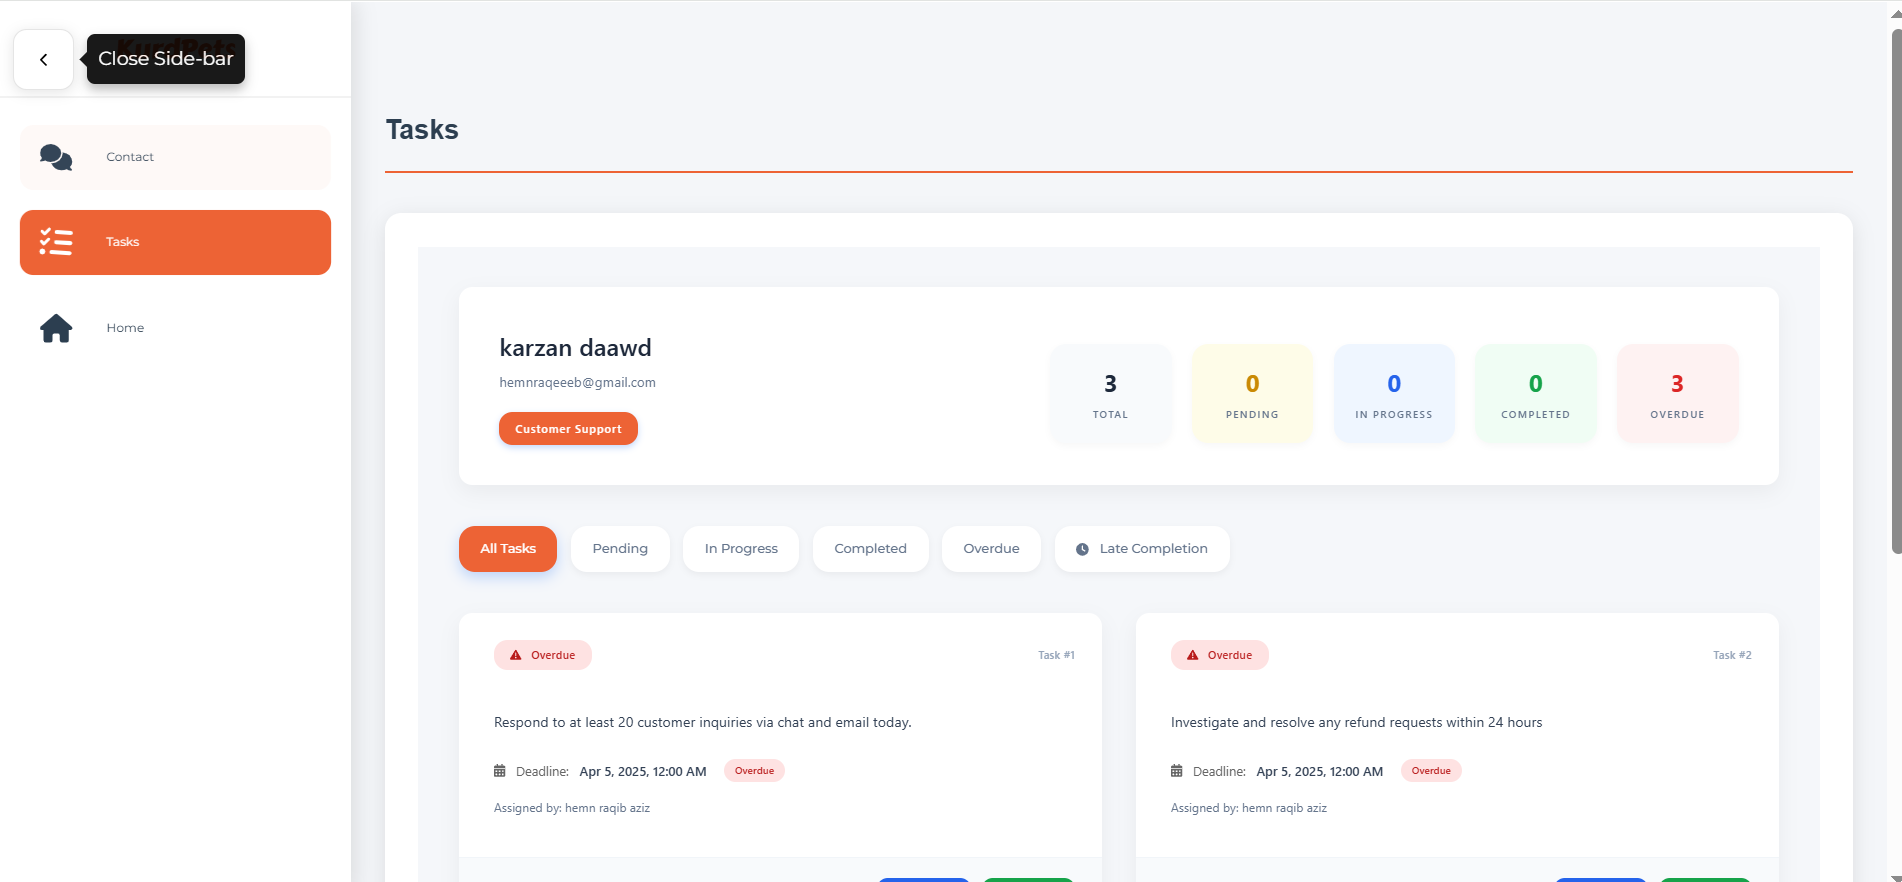 Close Side-bar
Contact
Tasks
Home
Tasks
karzan daawd
hemnraqeeeb@gmail.com
Customer Support
3
TOTAL
0
PENDING
0
IN PROGRESS
0
COMPLETED
3
OVERDUE
All Tasks
Pending
In Progress
Completed
Overdue
Late Completion
Overdue
Task #1
Respond to at least 20 customer inquiries via chat and email today.
Deadline: Apr 5, 2025, 12:00 AM Overdue
Assigned by: hemn raqib aziz
Overdue
Task #2
Investigate and resolve any refund requests within 24 hours
Deadline: Apr 5, 2025, 12:00 AM Overdue
Assigned by: hemn raqib aziz